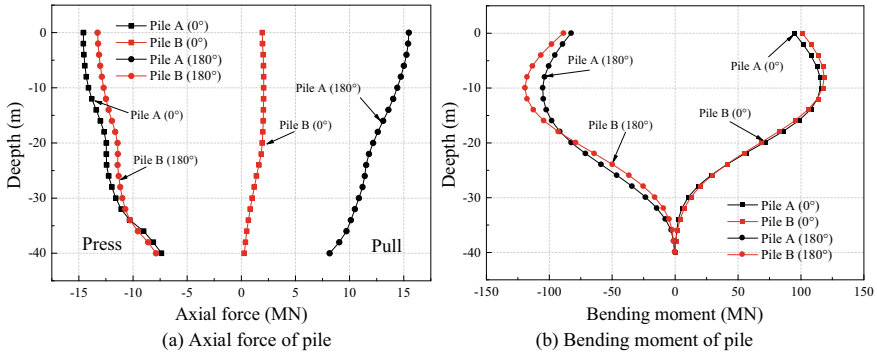 Pile A (0°)
Pile B (0°)
Pile A (180°)
Pile B (180°)
Pile A (0°)
Pile A (180°)
Pile B (0°)
Pile B (180°)
Press
Pull
0
-10
-20
-30
-40
Deepth (m)
-15
-10
-5
0
5
10
15
Axial force (MN)
(a) Axial force of pile
Pile A (180°)
Pile A (0°)
Pile B (0°)
Pile B (180°)
Pile A (0°)
Pile B (0°)
Pile A (180°)
Pile B (180°)
0
-10
-20
-30
-40
Deepth (m)
-150
-100
-50
0
50
100
150
Bending moment (MN)
(b) Bending moment of pile